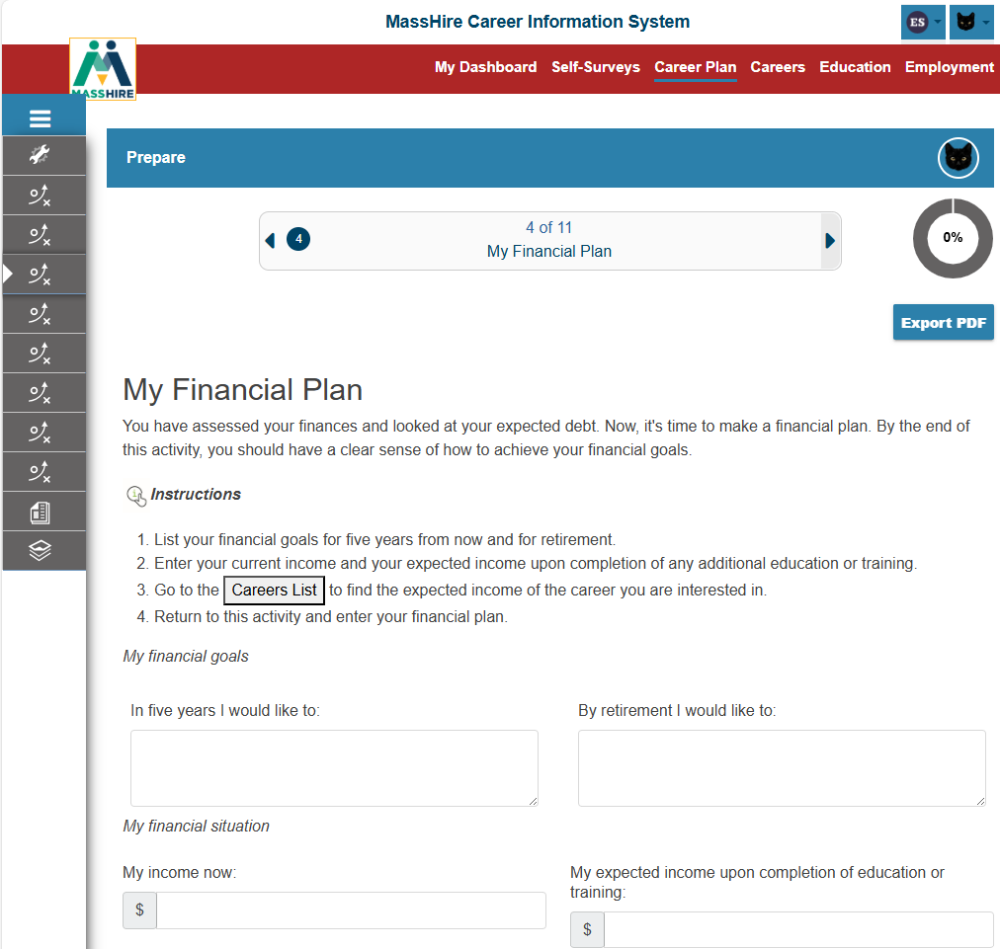 MassHire Career Information System
ES
MASSHIRE
My Dashboard Self-Surveys Career Plan Careers Education Employment
Prepare
4
4 of 11
My Financial Plan
0%
Export PDF
My Financial Plan
You have assessed your finances and looked at your expected debt. Now, it's time to make a financial plan. By the end of
this activity, you should have a clear sense of how to achieve your financial goals.
Instructions
1. List your financial goals for five years from now and for retirement.
2. Enter your current income and your expected income upon completion of any additional education or training.
3. Go to the Careers List to find the expected income of the career you are interested in.
4. Return to this activity and enter your financial plan.
My financial goals
In five years I would like to:
By retirement I would like to:
My financial situation
My income now:
$
My expected income upon completion of education or
training:
$